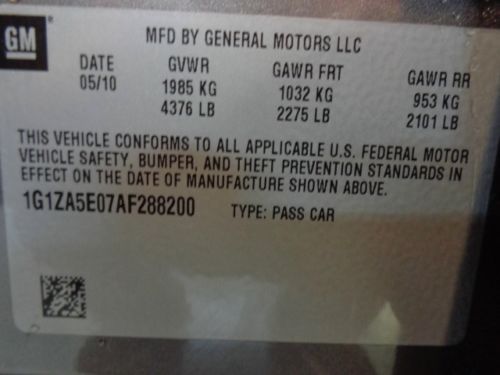 GM
MFD BY GENERAL MOTORS LLC
DATE GVWR GAWR FRT GAWR RR
05/10 1985 KG 1032 KG 953 KG
4376 LB 2275 LB 2101 LB
THIS VEHICLE CONFORMS TO ALL APPLICABLE U.S. FEDERAL MOTOR
VEHICLE SAFETY, BUMPER, AND THEFT PREVENTION STANDARDS IN
EFFECT ON THE DATE OF MANUFACTURE SHOWN ABOVE.
1G1ZA5E07AF288200 TYPE: PASS CAR